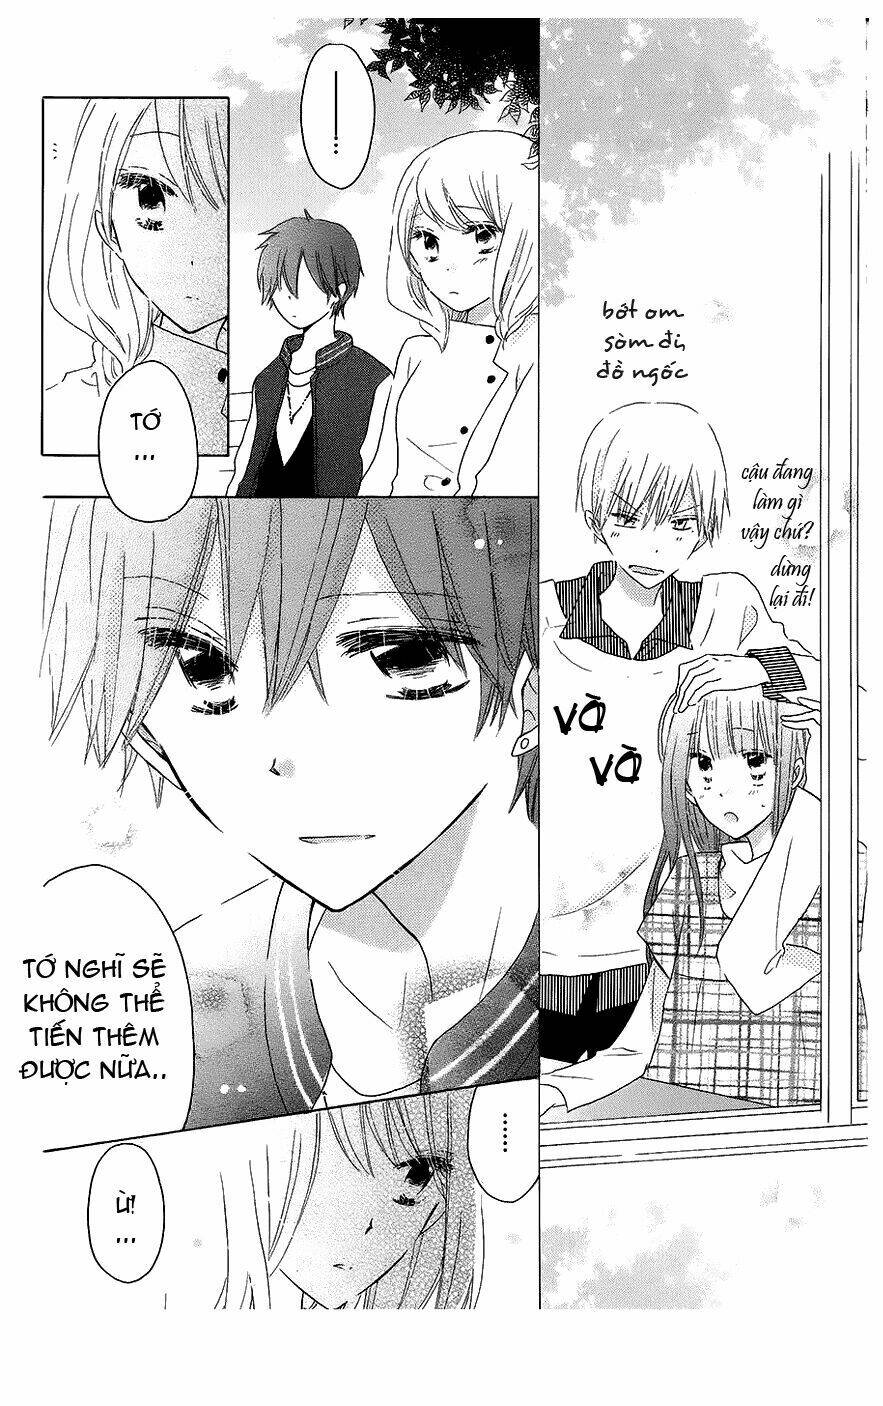 bớt om
sòm đi,
đồ ngốc
cậu đang
làm gì
vậy chứ?
dừng
lại đi!
VÒ
VÒ
......
TỚ
...
TỚ NGHĨ SẼ
KHÔNG THỂ
TIẾN THÊM
ĐƯỢC NỮA..
......
Ừ!
...